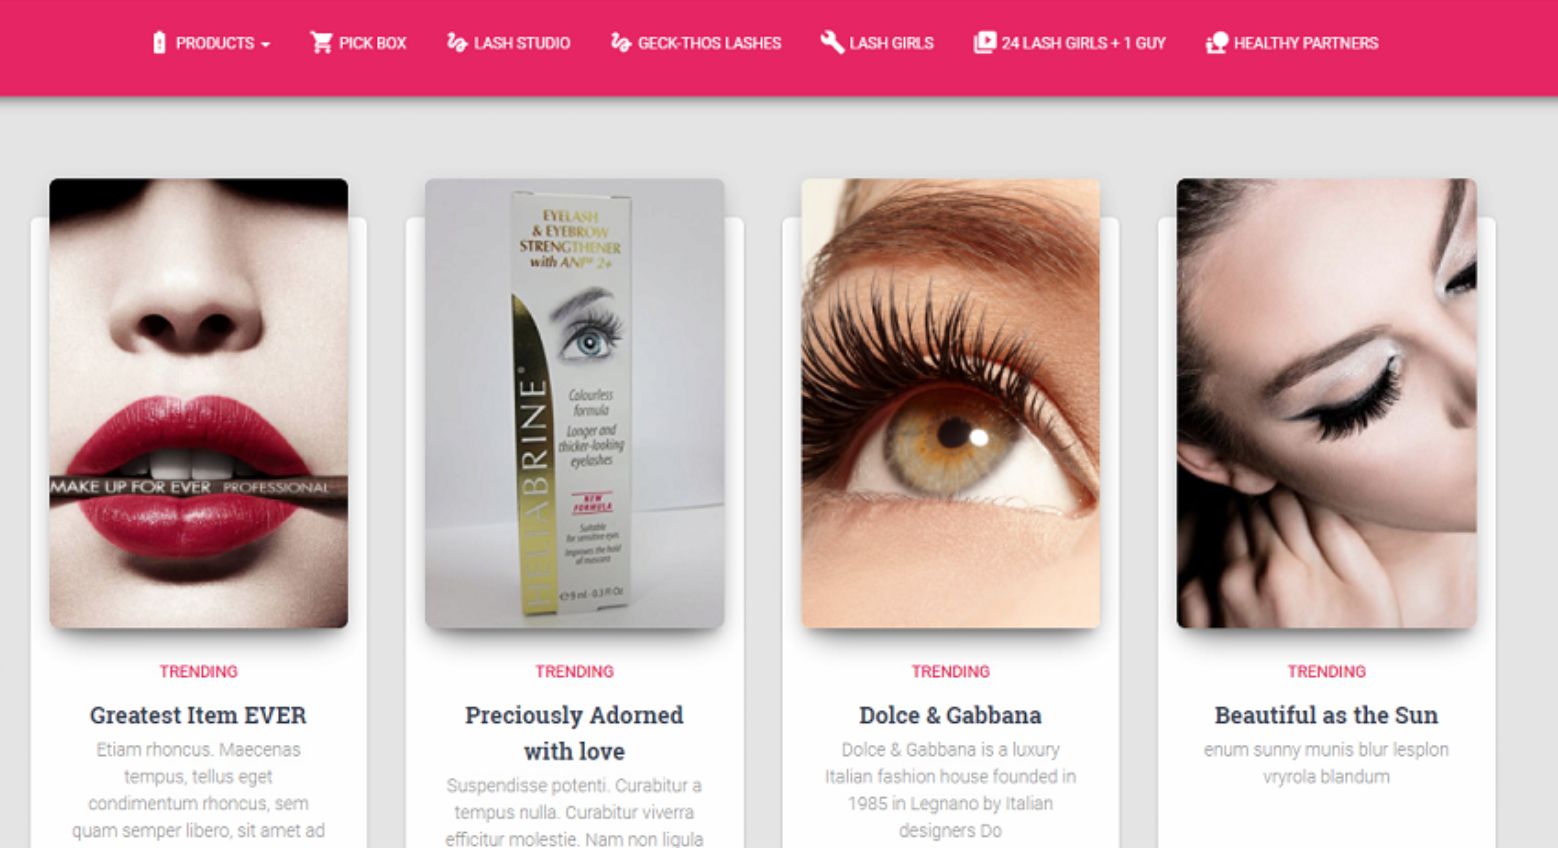 PRODUCTS
PICK BOX
LASH STUDIO
GECK-THOS LASHES
LASH GIRLS
24 LASH GIRLS + 1 GUY
HEALTHY PARTNERS
MAKE UP FOR EVER PROFESSIONAL
EYELASH
& EYEBROW
STRENGTHENER
with ANP® 2+
HELIABRINE®
Colourless
formula
Longer and
thicker-looking
eyelashes
NEW
FORMULA
Suitable
for sensitive eyes
Improves the hold
of mascara
9 ml - 0.3 Fl Oz
TRENDING
Greatest Item EVER
Etiam rhoncus. Maecenas
tempus, tellus eget
condimentum rhoncus, sem
quam semper libero, sit amet ad
TRENDING
Preciously Adorned
with love
Suspendisse potenti. Curabitur a
tempus nulla. Curabitur viverra
efficitur molestie. Nam non ligula
TRENDING
Dolce & Gabbana
Dolce & Gabbana is a luxury
Italian fashion house founded in
1985 in Legnano by Italian
designers Do
TRENDING
Beautiful as the Sun
enum sunny munis blur lesplon
vryrola blandum